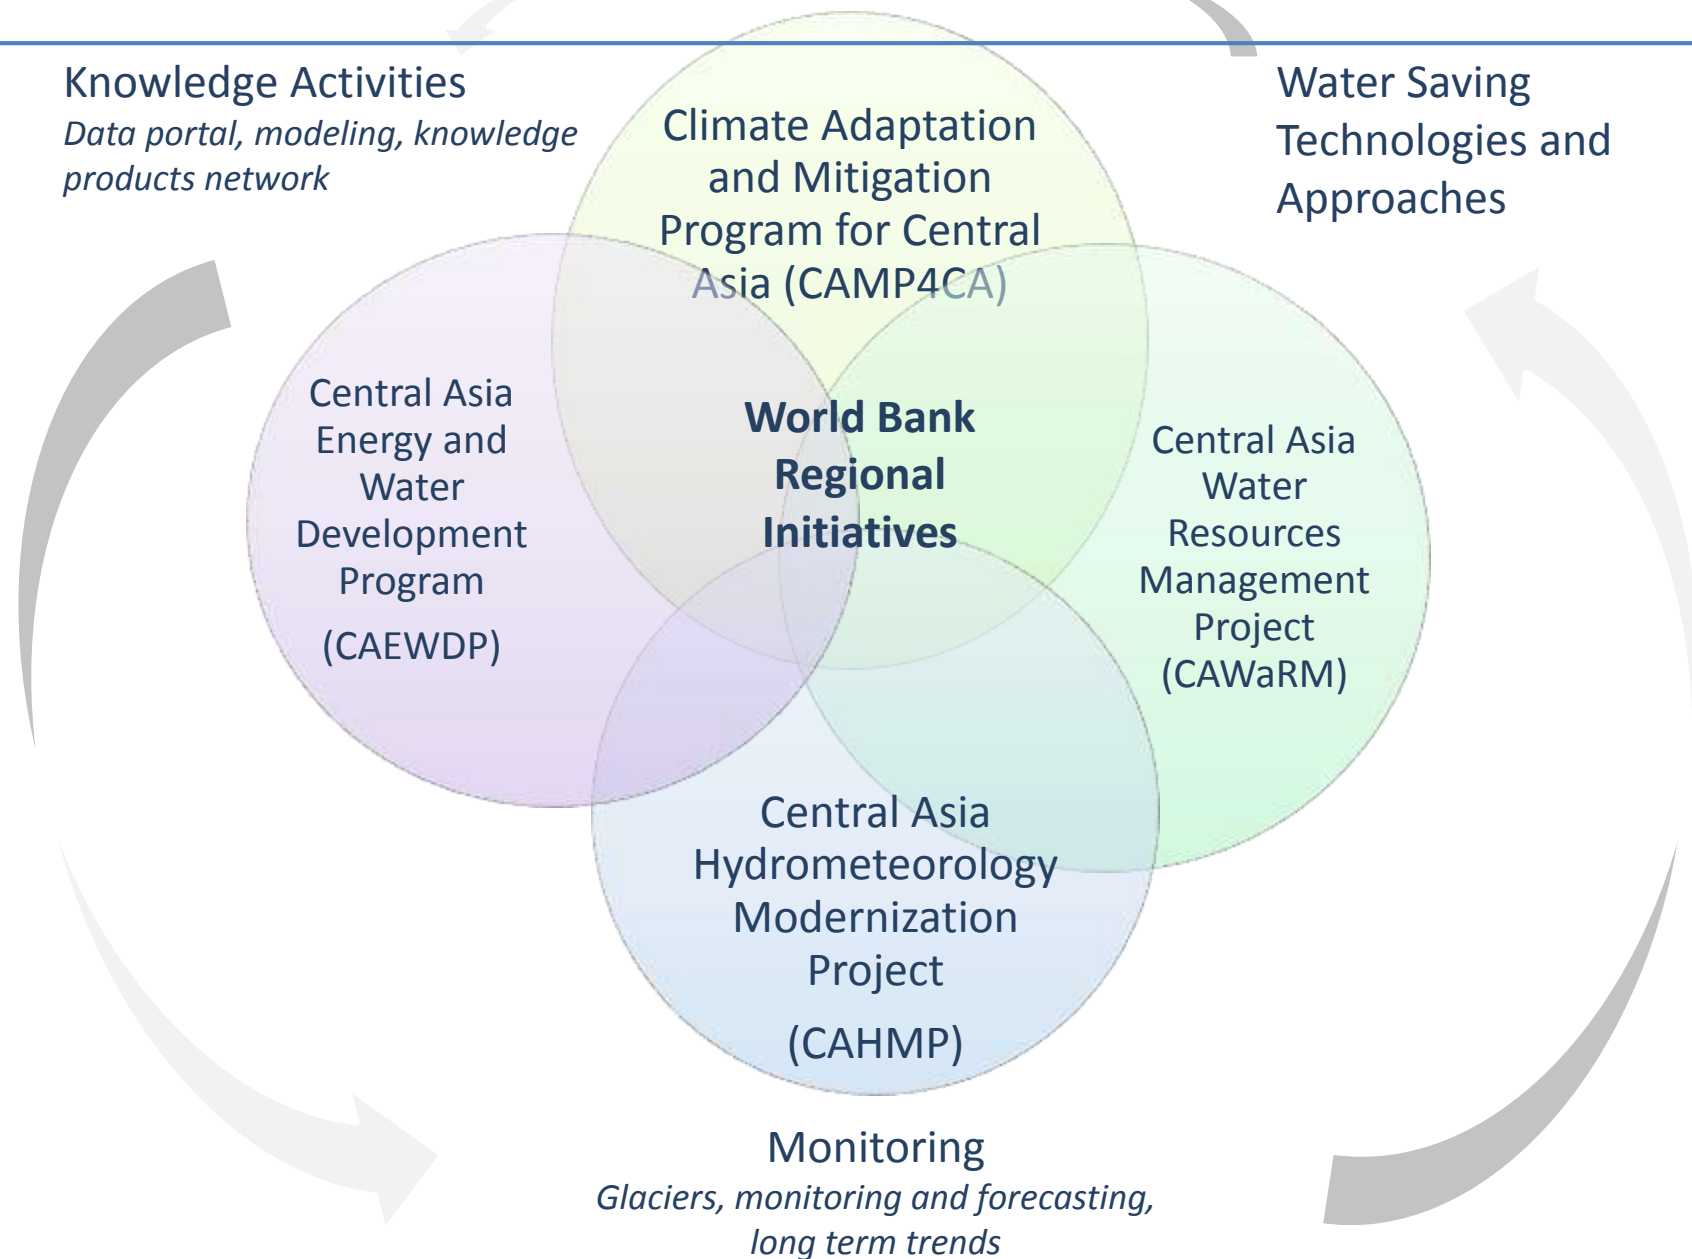 Knowledge Activities
Data portal, modeling, knowledge
products network
Climate Adaptation
and Mitigation
Program for Central
Asia (CAMP4CA)
Water Saving
Technologies and
Approaches
Central Asia
Energy and
Water
Development
Program
(CAEWDP)
World Bank
Regional
Initiatives
Central Asia
Water
Resources
Management
Project
(CAWaRM)
Central Asia
Hydrometeorology
Modernization
Project
(CAHMP)
Monitoring
Glaciers, monitoring and forecasting,
long term trends